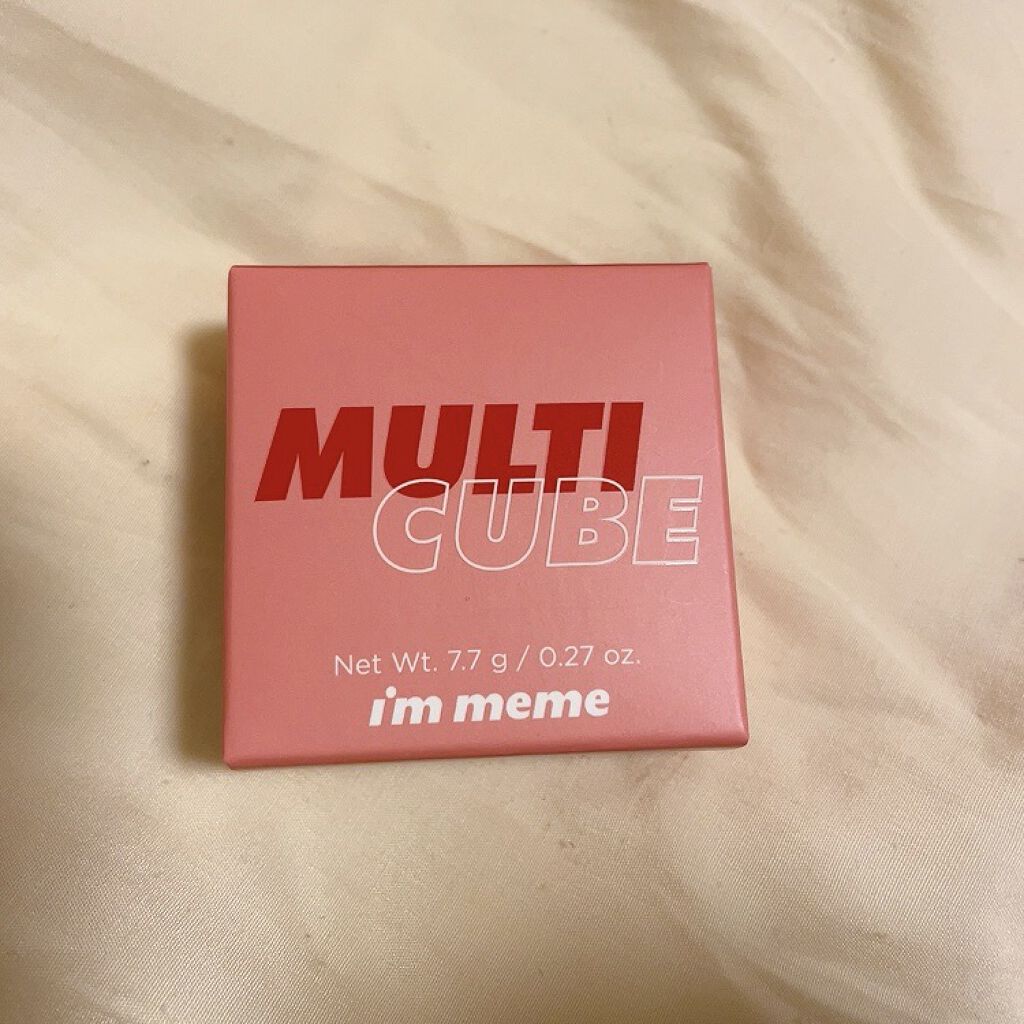 MULTI
CUBE
Net Wt. 7.7 g / 0.27 oz.
i'm meme